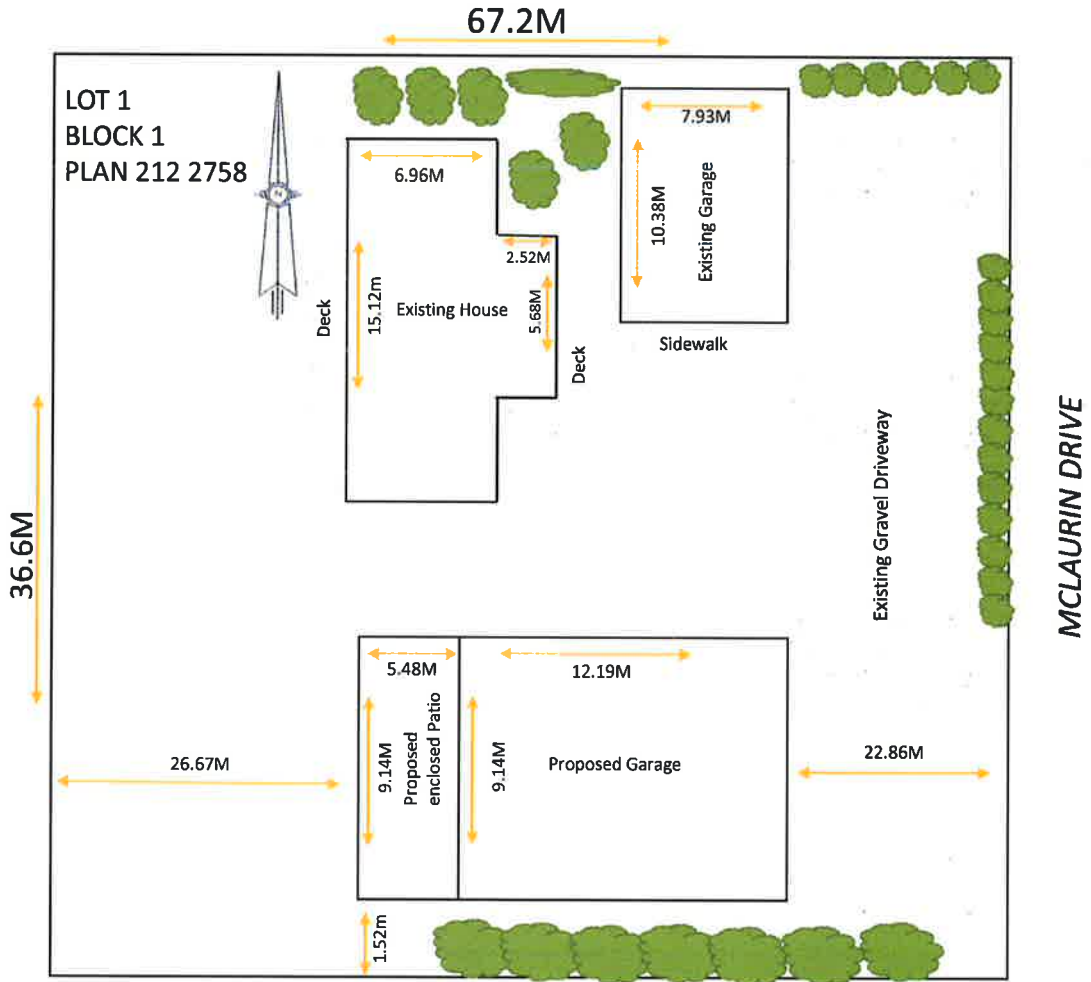 67.2M
LOT 1
BLOCK 1
PLAN 212 2758
N
7.93M
6.96M
10.38M
Existing Garage
2.52M
15.12m
Existing House
5.68M
Deck
Deck
Sidewalk
36.6M
Existing Gravel Driveway
MCLAURIN DRIVE
5.48M
12.19M
9.14M
Proposed
enclosed Patio
9.14M
Proposed Garage
26.67M
22.86M
1.52m